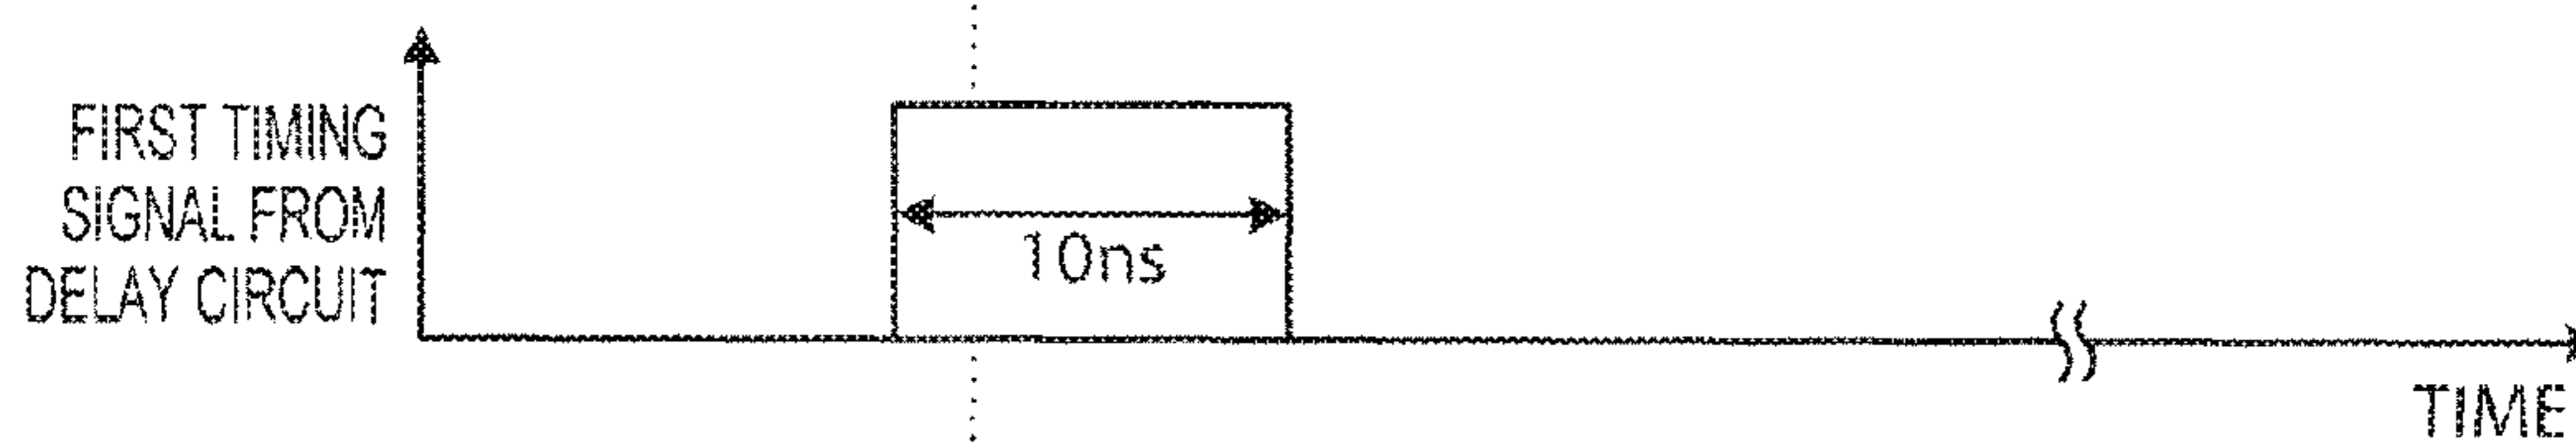 FIRST TIMING
SIGNAL FROM
DELAY CIRCUIT
10ns
TIME